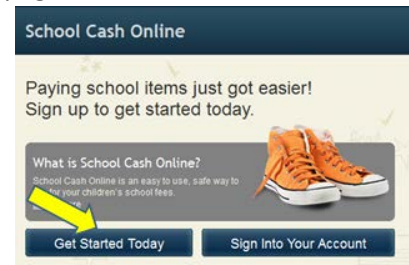 School Cash Online
Paying school items just got easier!
Sign up to get started today.
What is School Cash Online?
School Cash Online is an easy to use, safe way to
for your children's school fees.
Get Started Today
Sign Into Your Account